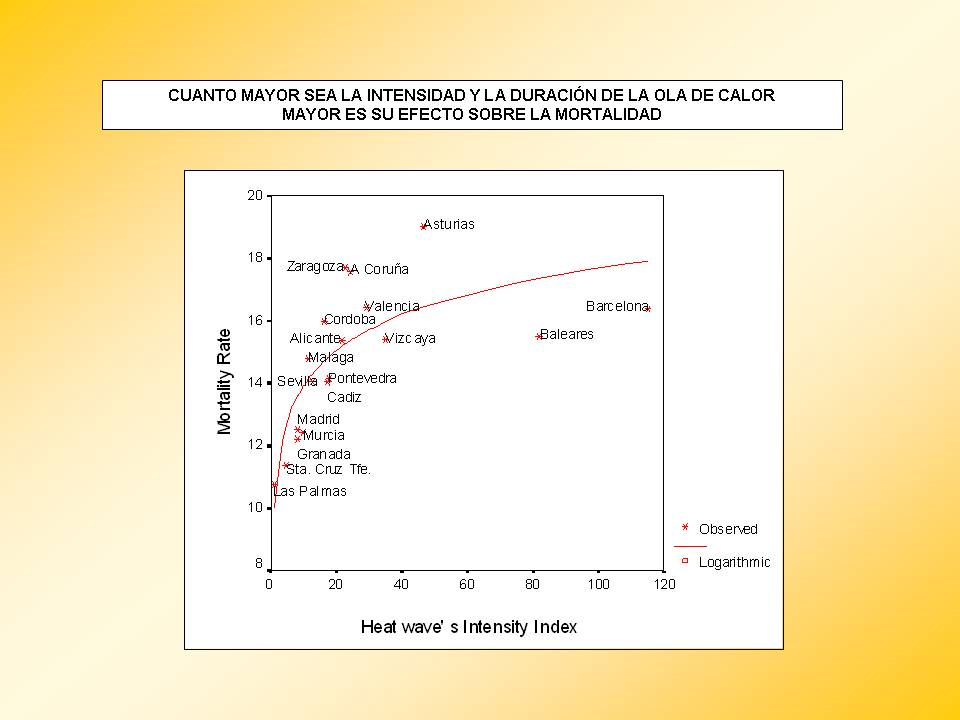 CUANTO MAYOR SEA LA INTENSIDAD Y LA DURACIÓN DE LA OLA DE CALOR
MAYOR ES SU EFECTO SOBRE LA MORTALIDAD
20
18
16
14
12
10
8
Mortality Rate
Asturias
Zaragoza
A Coruña
Valencia
Barcelona
Cordoba
Alicante
Vizcaya
Baleares
Malaga
Sevilla
Pontevedra
Cadiz
Madrid
Murcia
Granada
Sta. Cruz Tfe.
Las Palmas
0 20 40 60 80 100 120
Heat wave' s Intensity Index
Observed
Logarithmic